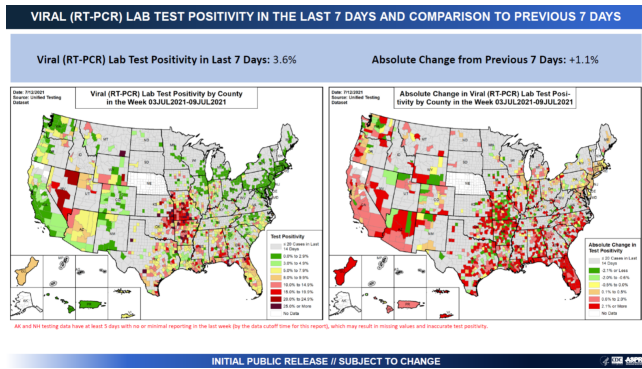 VIRAL (RT-PCR) LAB TEST POSITIVITY IN THE LAST 7 DAYS AND COMPARISON TO PREVIOUS 7 DAYS
Viral (RT-PCR) Lab Test Positivity in Last 7 Days: 3.6%
Absolute Change from Previous 7 Days: +1.1%
Date: 7/12/2021
Source: Unified Testing
Dataset
Viral (RT-PCR) Lab Test Positivity by County
in the Week 03JUL2021-09JUL2021
Test Positivity
< 20 Cases in Last
14 Days
0.0% to 2.9%
3.0% to 4.9%
5.0% to 7.9%
8.0% to 9.9%
10.0% to 14.9%
15.0% to 19.9%
20.0% to 24.9%
25.0% or More
No Data
Date: 7/12/2021
Source: Unified Testing
Dataset
Absolute Change in Viral (RT-PCR) Lab Test Posi-
tivity by County in the Week 03JUL2021-09JUL2021
Absolute Change in
Test Positivity
< 20 Cases in Last
14 Days
-2.1% or Less
-2.0% to -0.6%
-0.5% to 0.0%
0.1% to 0.5%
0.6% to 2.0%
2.1% or More
No Data
AK and NH testing data have at least 5 days with no or minimal reporting in the last week (by the data cutoff time for this report), which may result in missing values and inaccurate test positivity.
INITIAL PUBLIC RELEASE // SUBJECT TO CHANGE
CDC
ASPR